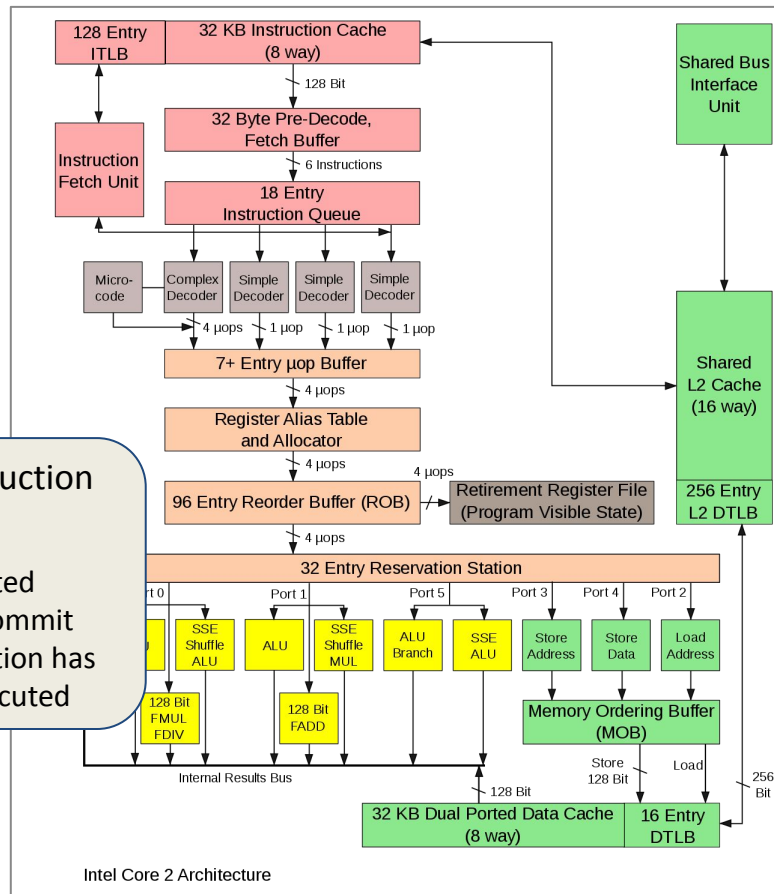 128 Entry
ITLB
32 KB Instruction Cache
(8 way)
Shared Bus
Interface
Unit
128 Bit
32 Byte Pre-Decode,
Fetch Buffer
Instruction
Fetch Unit
6 Instructions
18 Entry
Instruction Queue
Micro-
code
Complex
Decoder
Simple
Decoder
Simple
Decoder
Simple
Decoder
4 µops
1 µop
1 µop
1 µop
7+ Entry µop Buffer
4 µops
Register Alias Table
and Allocator
4 µops
4 µops
96 Entry Reorder Buffer (ROB)
Retirement Register File
(Program Visible State)
4 µops
Shared
L2 Cache
(16 way)
256 Entry
L2 DTLB
32 Entry Reservation Station
Port 1
Port 5
Port 3
Port 4
Port 2
SSE
Shuffle
ALU
ALU
SSE
Shuffle
MUL
ALU
Branch
SSE
ALU
Store
Address
Store
Data
Load
Address
128 Bit
FMUL
FDIV
128 Bit
FADD
Memory Ordering Buffer
(MOB)
Internal Results Bus
128 Bit
Store
128 Bit
Load
256
Bit
32 KB Dual Ported Data Cache
(8 way)
16 Entry
DTLB
Intel Core 2 Architecture
has